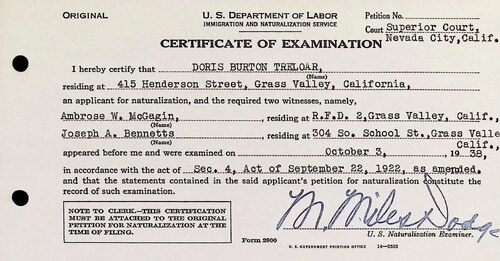 ORIGINAL
U. S. DEPARTMENT OF LABOR
IMMIGRATION AND NATURALIZATION SERVICE
Petition No.
Court Superior Court,
Nevada City, Calif.
CERTIFICATE OF EXAMINATION
I hereby certify that DORIS BURTON TRELOAR,
(Name)
residing at 415 Henderson Street, Grass Valley, California,
an applicant for naturalization, and the required two witnesses, namely,
Ambrose W. McGagin, residing at R.F.D. 2, Grass Valley, Calif.,
(Name)
Joseph A. Bennetts, residing at 304 So. School St., Grass Valle
(Name) Calif.
appeared before me and were examined on October 3, 1938,
in accordance with the act of Sec. 4, Act of September 22, 1922, as amended.
and that the statements contained in the said applicant's petition for naturalization constitute the
record of such examination.
NOTE TO CLERK.—THIS CERTIFICATION
MUST BE ATTACHED TO THE ORIGINAL
PETITION FOR NATURALIZATION AT THE
TIME OF FILING.
M. Miles Dodge
U. S. Naturalization Examiner.
Form 2800
U. S. GOVERNMENT PRINTING OFFICE